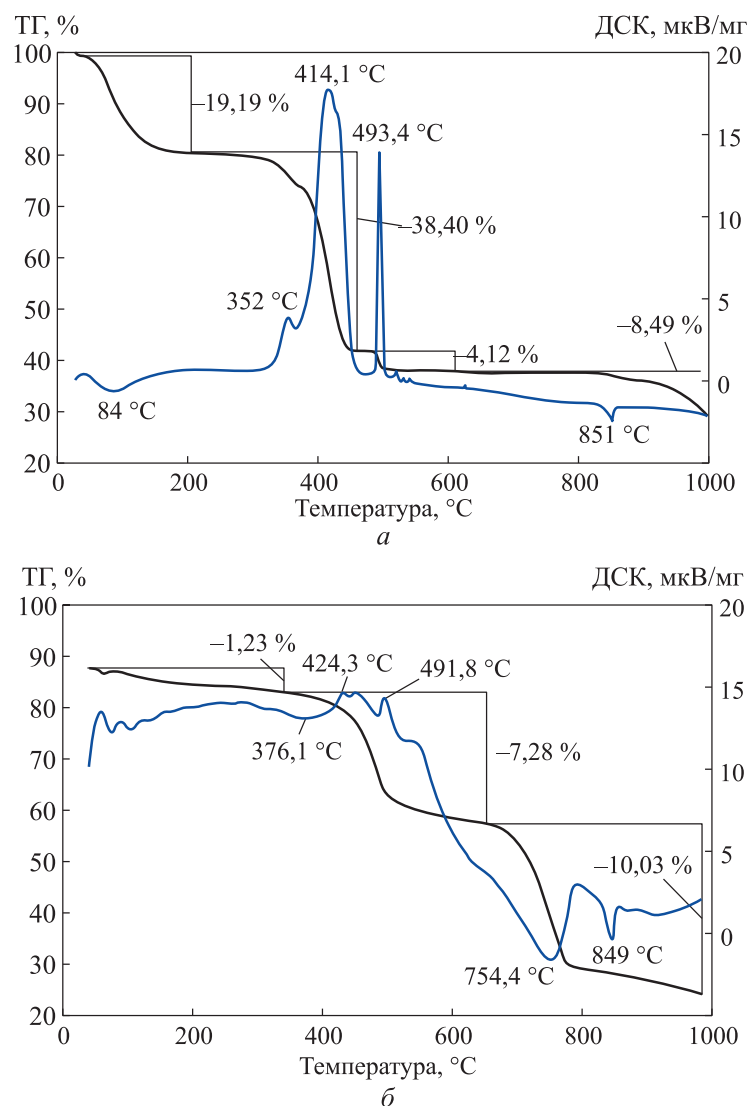 ТГ, % ДСК, мкВ/мг
100 20
414,1 °C
90 –19,19 %
493,4 °C
80 15
70
–38,40 % 10
60
50 352 °C 5
–8,49 %
40 –4,12 %
0
30 84 °C 851 °C
20
0 200 400 600 800 1000
Температура, °C
а
ТГ, % ДСК, мкВ/мг
100 20
–1,23 %
90 424,3 °C 491,8 °C
15
80
376,1 °C –7,28 %
70 10
60
5
50 –10,03 %
40
0
754,4 °C 849 °C
30
20
0 200 400 600 800 1000
Температура, °C
б